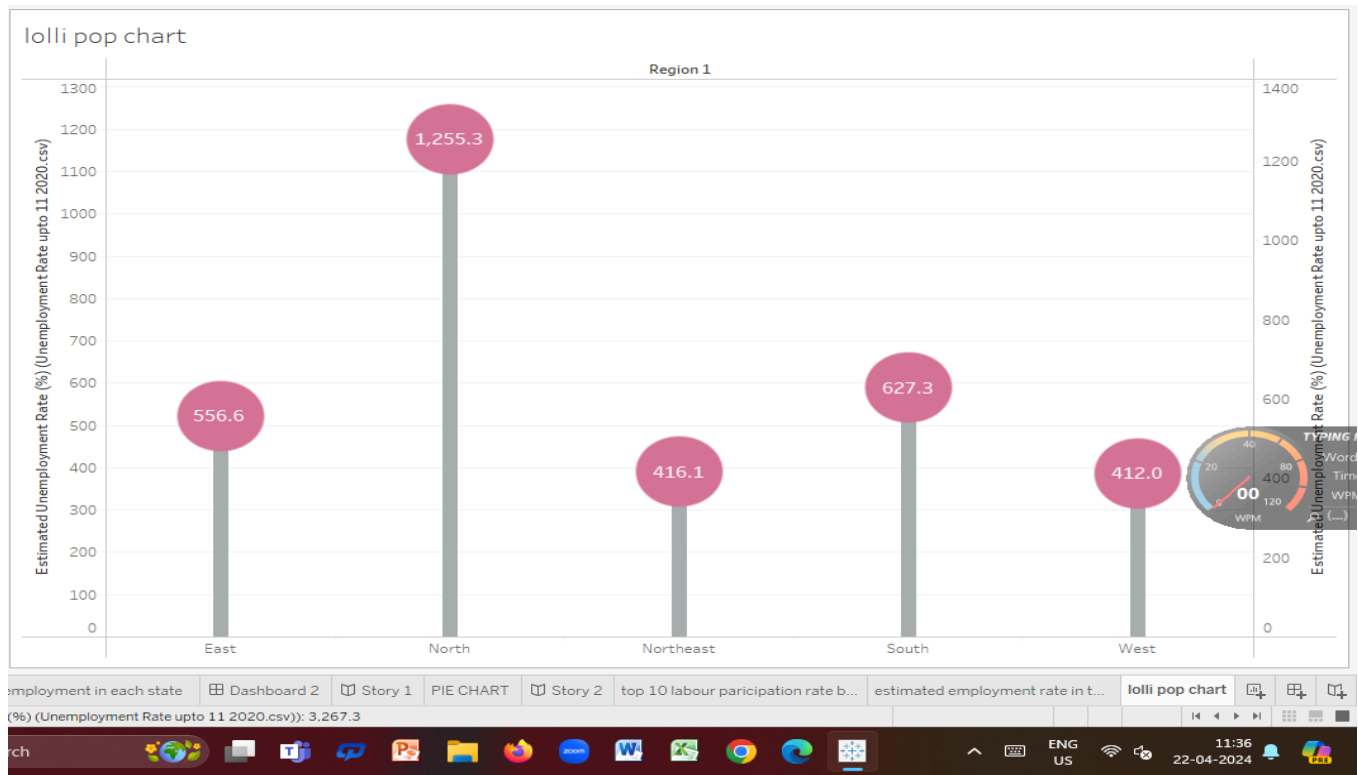 lolli pop chart
Region 1
Estimated Unemployment Rate (%) (Unemployment Rate upto 11 2020.csv)
1300
1200
1100
1000
900
800
700
600
500
400
300
200
100
0
1,255.3
556.6
416.1
627.3
412.0
East
North
Northeast
South
West
1400
1200
1000
800
600
400
200
0
Estimated Unemployment Rate (%) (Unemployment Rate upto 11 2020.csv)
TYPING
Word
Time
WPM
(...)
0
20
40
80
120
00
WPM
employment in each state Dashboard 2 Story 1 PIE CHART Story 2 top 10 labour paricipation rate b... estimated employment rate in t... lolli pop chart
(%) (Unemployment Rate upto 11 2020.csv)): 3,267.3
rch zoom ENG 11:36
US 22-04-2024
PRE